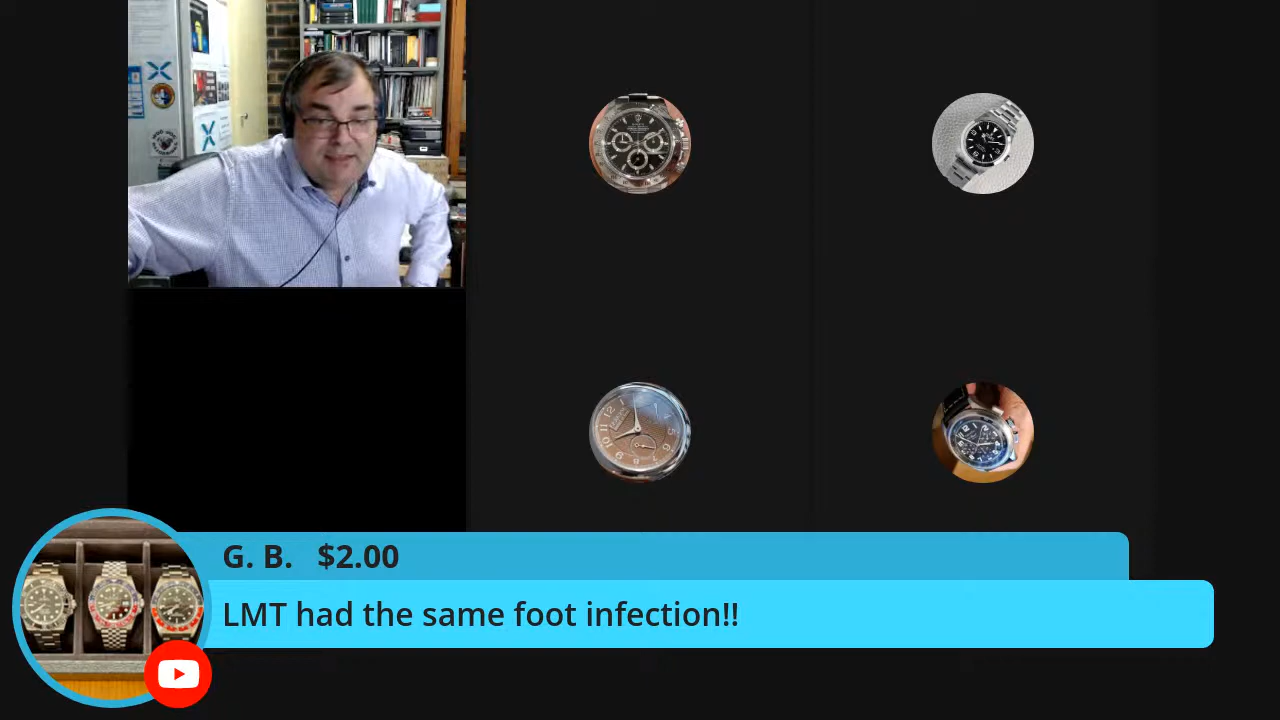 G. B. $2.00
LMT had the same foot infection!!